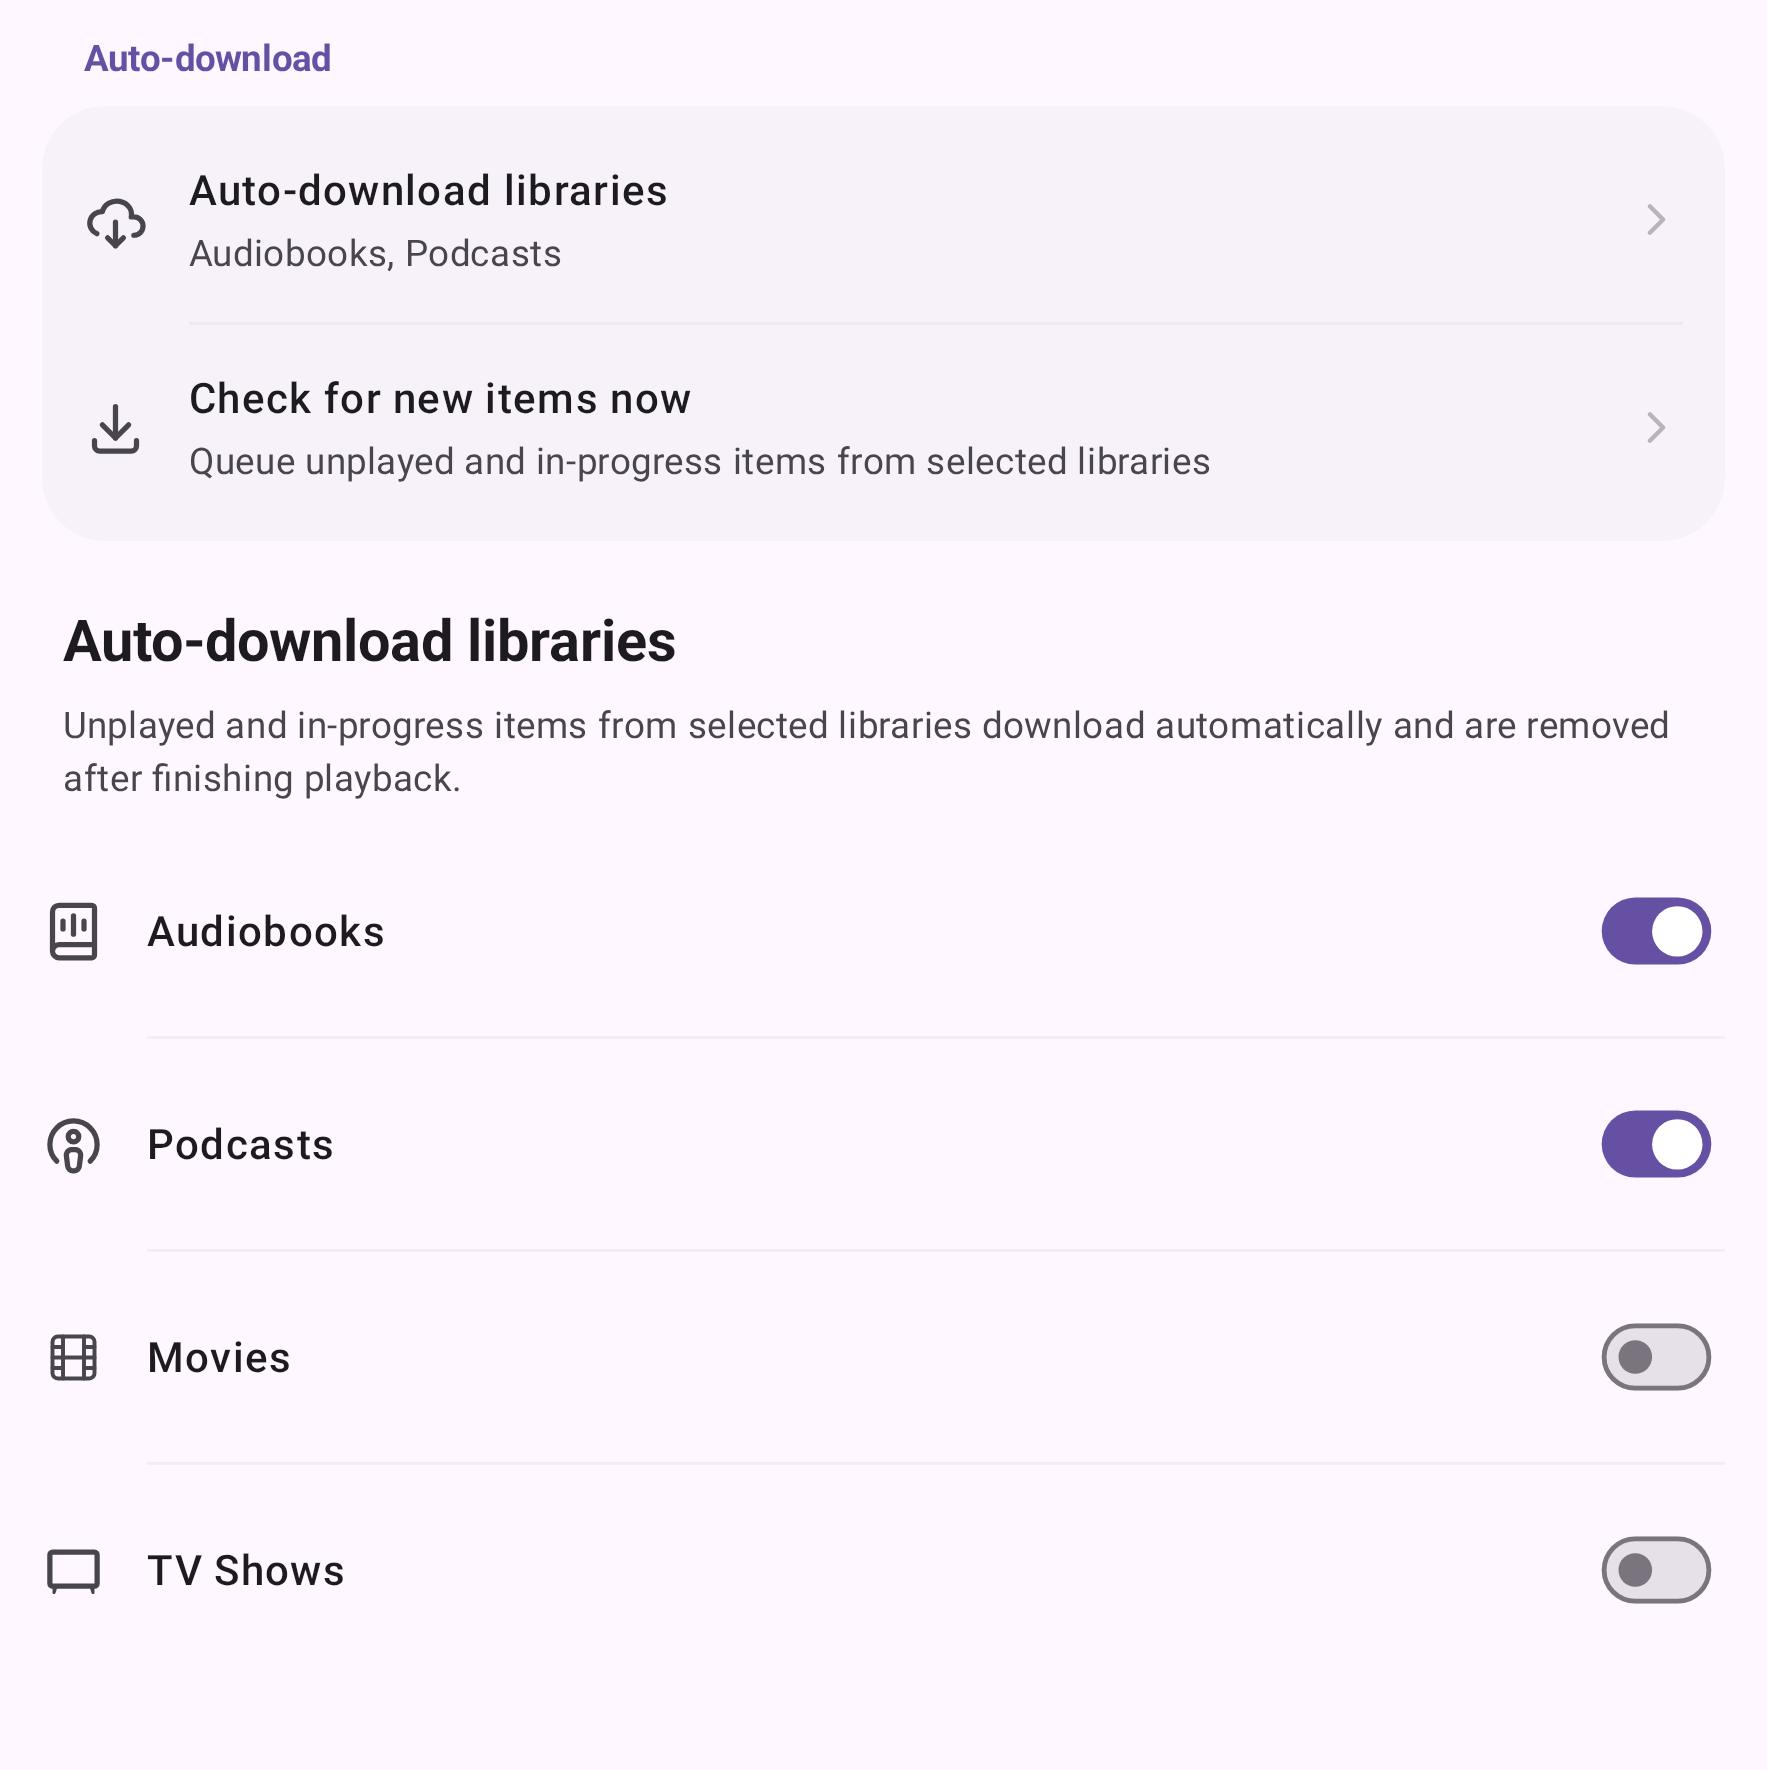 Auto-download
Auto-download libraries
Audiobooks, Podcasts
Check for new items now
Queue unplayed and in-progress items from selected libraries
Auto-download libraries
Unplayed and in-progress items from selected libraries download automatically and are removed
after finishing playback.
Audiobooks
Podcasts
Movies
TV Shows